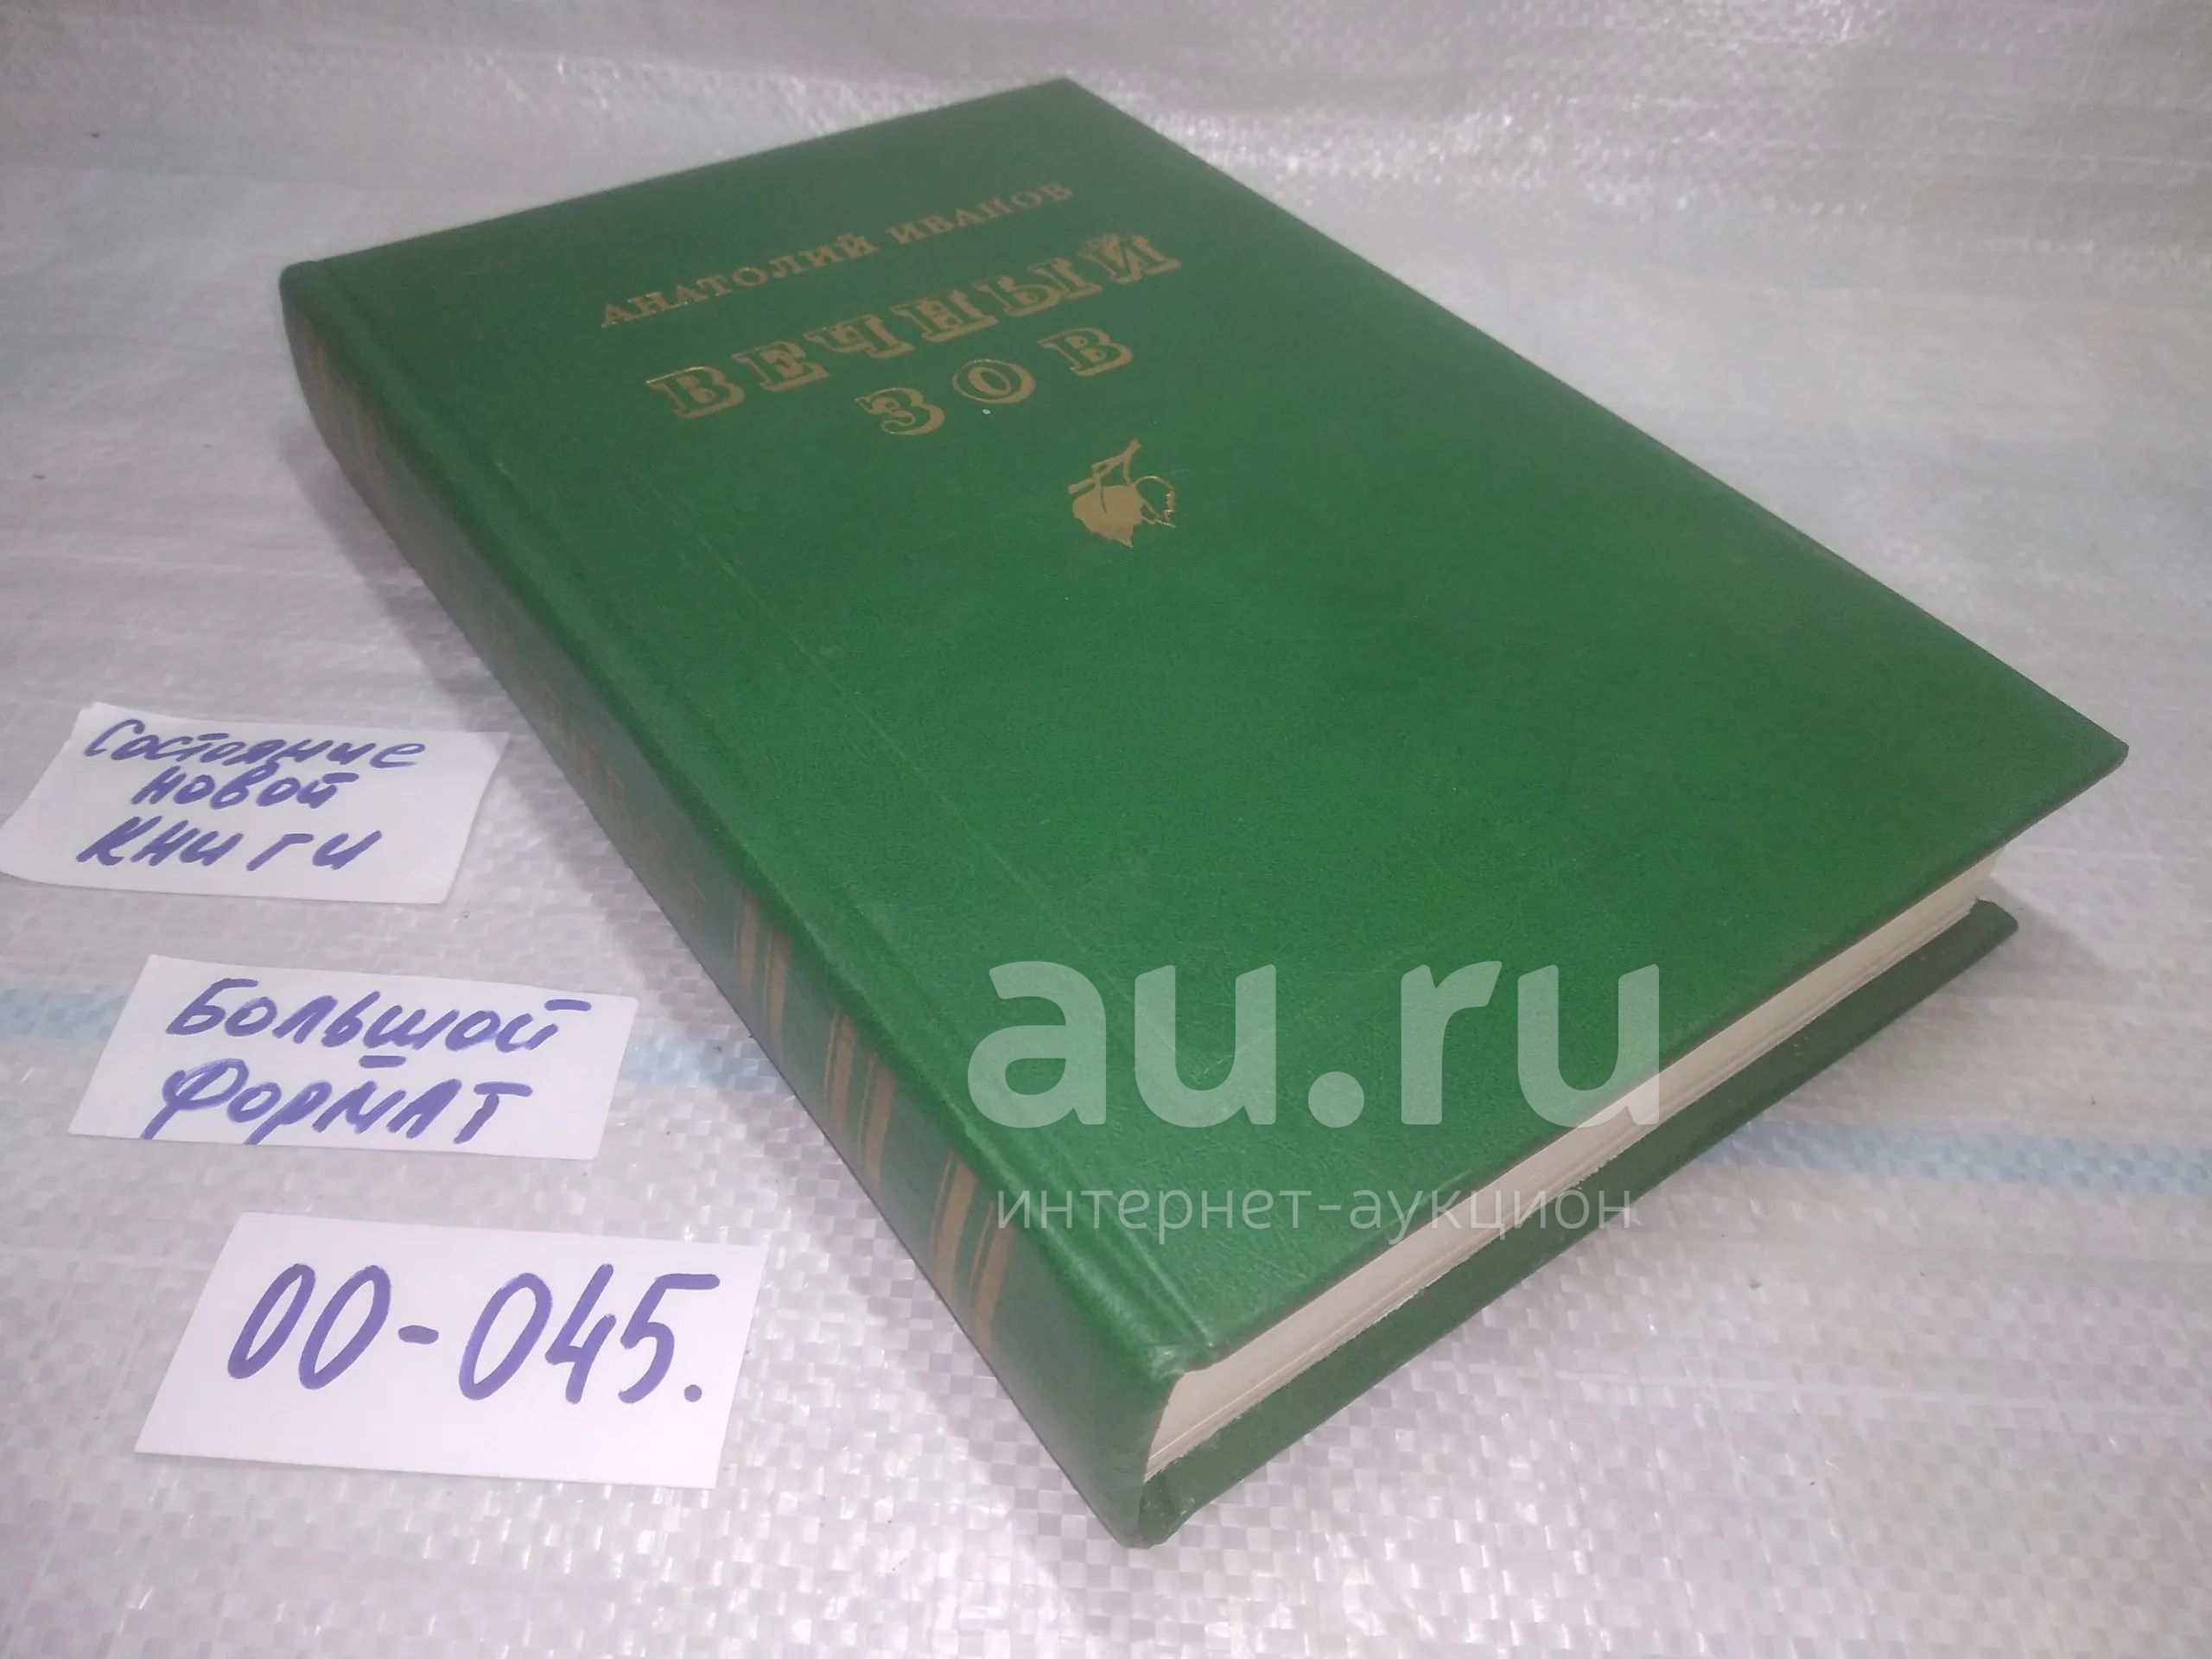 АНАТОЛИЙ ИВАНОВ
ВЕЧНЫЙ
ЗОВ
Состояние
новой
книги
Большой
формат
00-045.
au.ru
интернет-аукцион